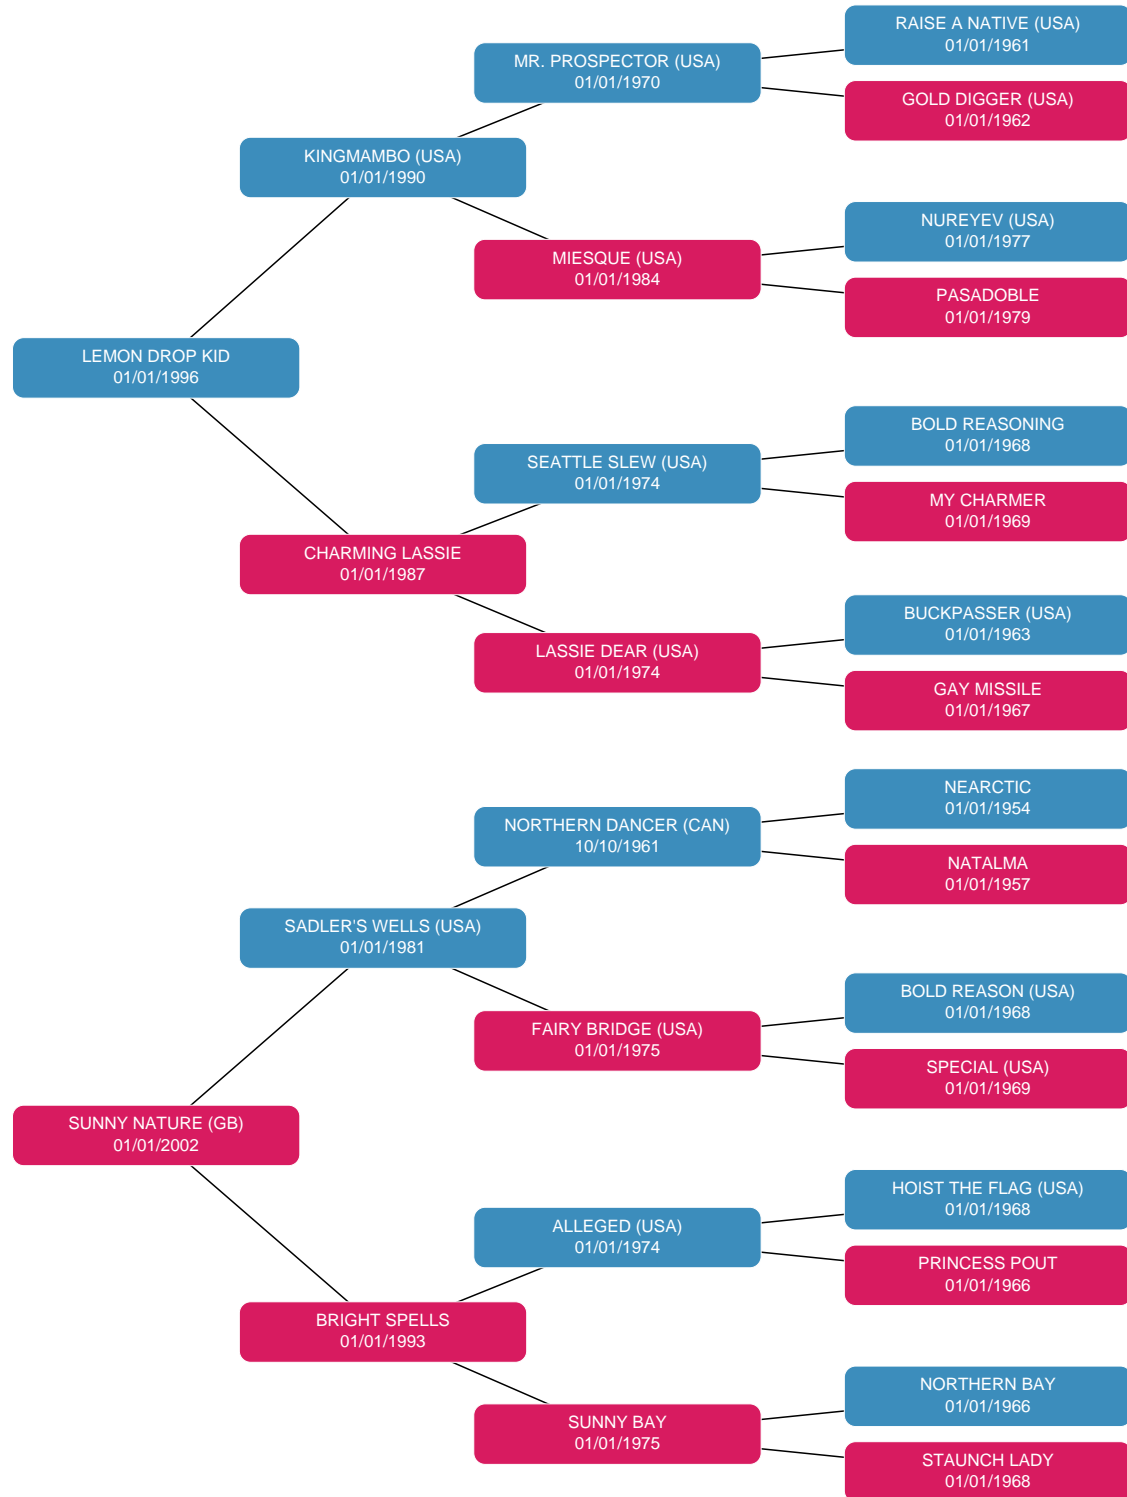 RAISE A NATIVE (USA)
01/01/1961
MR. PROSPECTOR (USA)
01/01/1970
GOLD DIGGER (USA)
01/01/1962
KINGMAMBO (USA)
01/01/1990
NUREYEV (USA)
01/01/1977
MIESQUE (USA)
01/01/1984
PASADOBLE
01/01/1979
LEMON DROP KID
01/01/1996
BOLD REASONING
01/01/1968
SEATTLE SLEW (USA)
01/01/1974
MY CHARMER
01/01/1969
CHARMING LASSIE
01/01/1987
BUCKPASSER (USA)
01/01/1963
LASSIE DEAR (USA)
01/01/1974
GAY MISSILE
01/01/1967
NEARCTIC
01/01/1954
NORTHERN DANCER (CAN)
10/10/1961
NATALMA
01/01/1957
SADLER'S WELLS (USA)
01/01/1981
BOLD REASON (USA)
01/01/1968
FAIRY BRIDGE (USA)
01/01/1975
SPECIAL (USA)
01/01/1969
SUNNY NATURE (GB)
01/01/2002
HOIST THE FLAG (USA)
01/01/1968
ALLEGED (USA)
01/01/1974
PRINCESS POUT
01/01/1966
BRIGHT SPELLS
01/01/1993
NORTHERN BAY
01/01/1966
SUNNY BAY
01/01/1975
STAUNCH LADY
01/01/1968